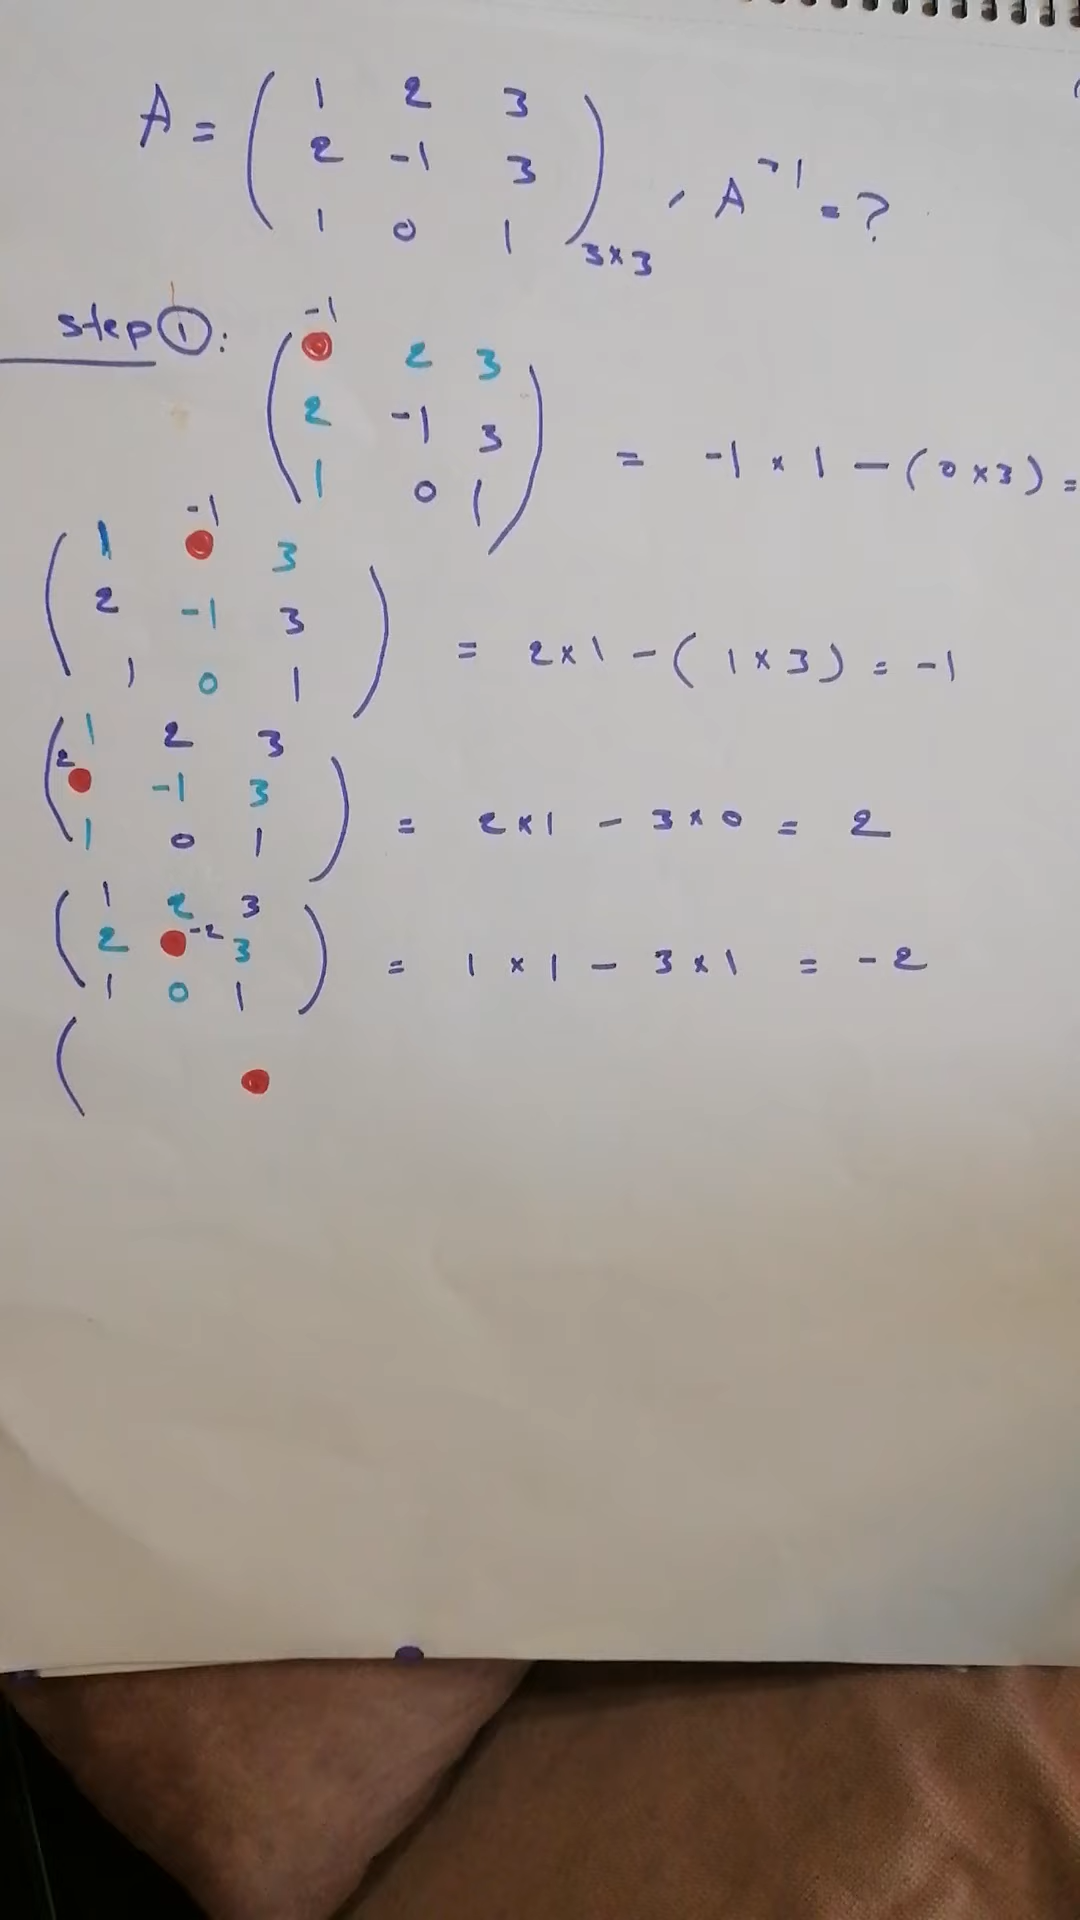 A = ( 1 2 3
2 -1 3
1 0 1 ) 3×3 , A⁻¹ = ?
step ①:
-1
( 2 3
2 -1 3
1 0 1 ) = -1 × 1 - (0×3) =
-1
( 1 3
2 -1 3
1 0 1 ) = 2×1 - (1×3) = -1
( 1 2 3
2 -1 3
1 0 1 ) = 2×1 - 3×0 = 2
( 1 2 3
2 -2 3
1 0 1 ) = 1×1 - 3×1 = -2
(